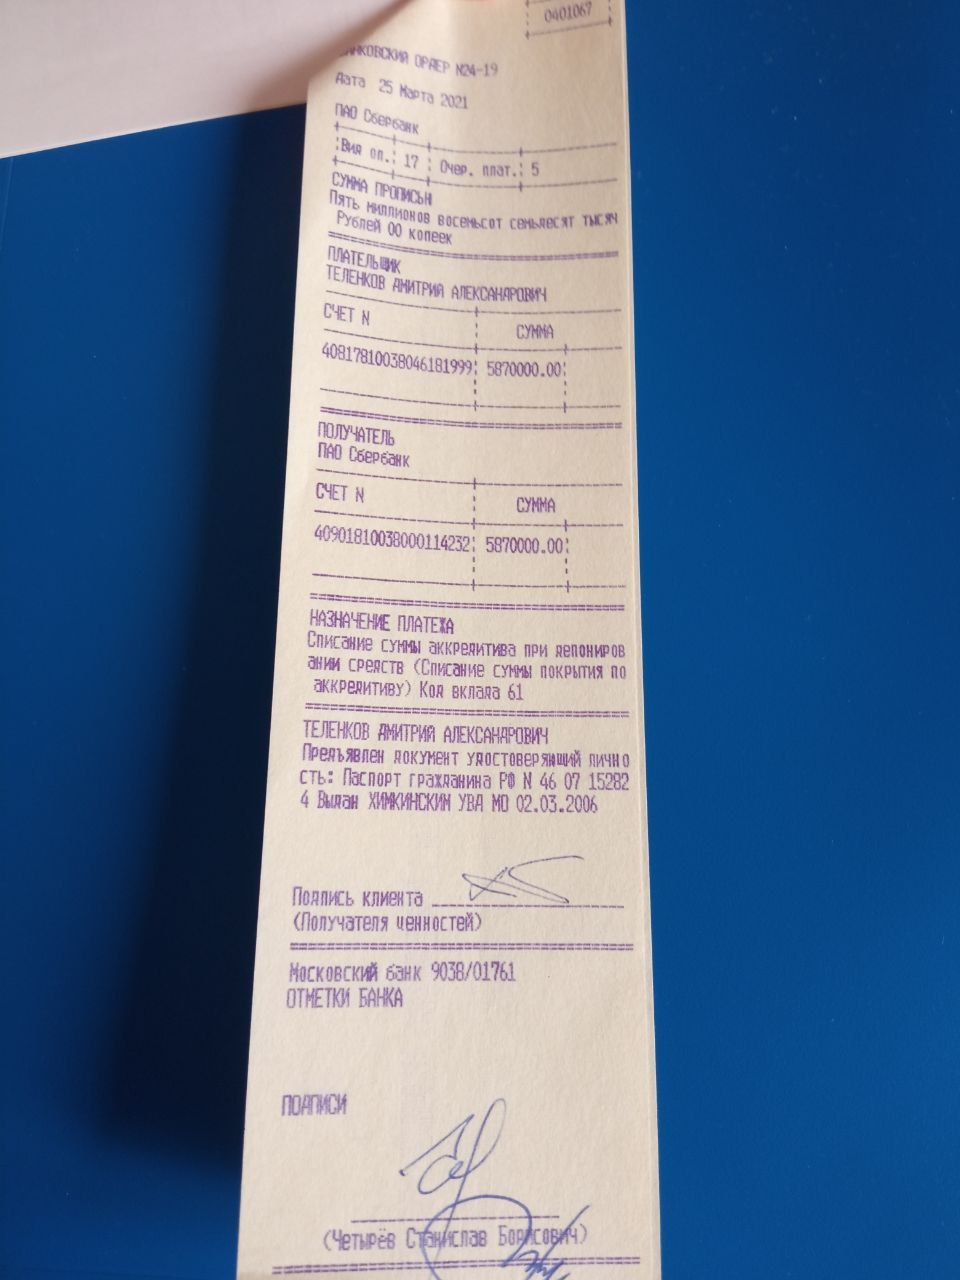 0401067
БАНКОВСКИЙ ОРДЕР N24-19
Дата 25 Марта 2021
ПАО Сбербанк
Вид оп. 17 Очер. плат. 5
СУММА ПРОПИСЬЮ
Пять миллионов восемьсот семьдесят тысяч
Рублей 00 копеек
ПЛАТЕЛЬЩИК
ТЕЛЕНКОВ ДМИТРИЙ АЛЕКСАНДРОВИЧ
СЧЕТ N СУММА
40817810038046181999 5870000.00
ПОЛУЧАТЕЛЬ
ПАО Сбербанк
СЧЕТ N СУММА
40901810038000114232 5870000.00
НАЗНАЧЕНИЕ ПЛАТЕЖА
Списание суммы аккредитива при депониров
ании средств (Списание суммы покрытия по
аккредитиву) Код вклада 61
ТЕЛЕНКОВ ДМИТРИЙ АЛЕКСАНДРОВИЧ
Предъявлен документ удостоверяющий лично
сть: Паспорт гражданина РФ N 46 07 15282
4 Выдан ХИМКИНСКИМ УВД МО 02.03.2006
Подпись клиента
(Получателя ценностей)
Московский банк 9038/01761
ОТМЕТКИ БАНКА
ПОДПИСИ
(Четырёв Станислав Борисович)